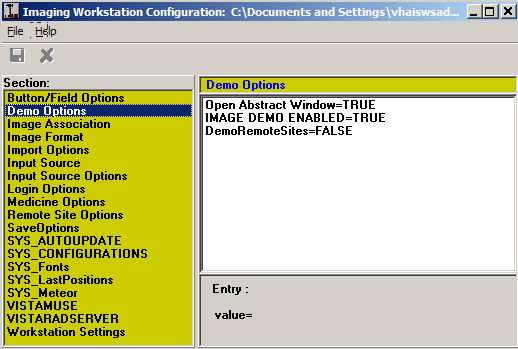 Imaging Workstation Configuration: C:\Documents and Settings\vhaiswsad...
File Help
Section:
Button/Field Options
Demo Options
Image Association
Image Format
Import Options
Input Source
Input Source Options
Login Options
Medicine Options
Remote Site Options
SaveOptions
SYS_AUTOUPDATE
SYS_CONFIGURATIONS
SYS_Fonts
SYS_LastPositions
SYS_Meteor
VISTAMUSE
VISTARADSERVER
Workstation Settings
Demo Options
Open Abstract Window=TRUE
IMAGE DEMO ENABLED=TRUE
DemoRemoteSites=FALSE
Entry :
value=